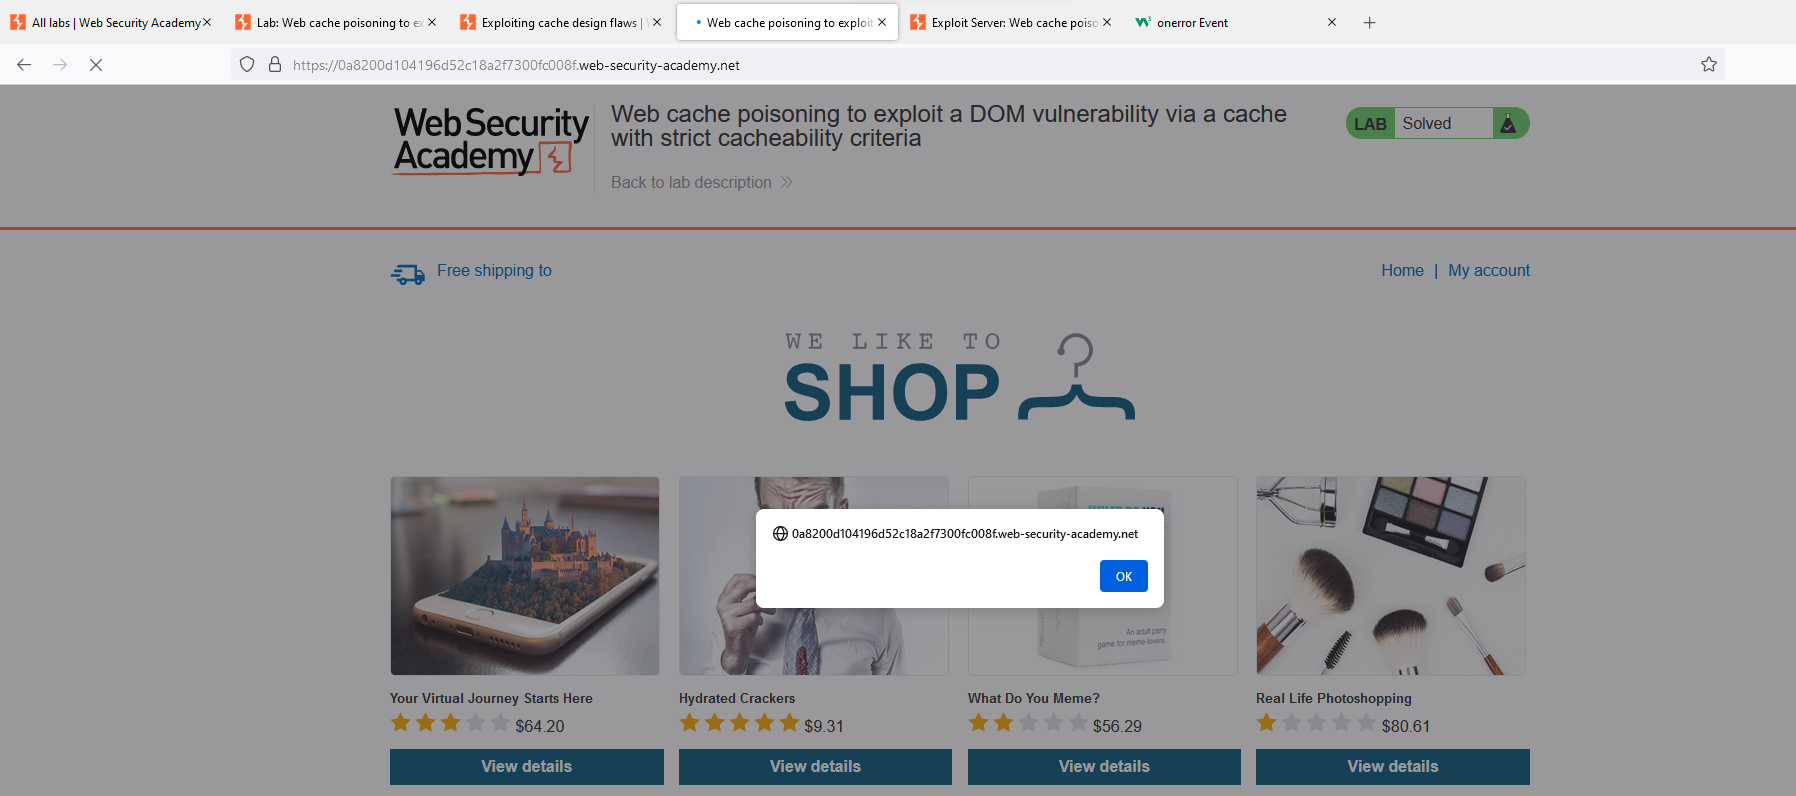 All labs | Web Security Academy
Lab: Web cache poisoning to ex
Exploiting cache design flaws | W
Web cache poisoning to exploit
Exploit Server: Web cache poiso
onerror Event
https://0a8200d104196d52c18a2f7300fc008f.web-security-academy.net
WebSecurity
Academy
Web cache poisoning to exploit a DOM vulnerability via a cache
with strict cacheability criteria
Back to lab description
LAB Solved
Free shipping to
Home | My account
WE LIKE TO
SHOP
0a8200d104196d52c18a2f7300fc008f.web-security-academy.net
OK
An adult party
game for meme-lovers.
Your Virtual Journey Starts Here
Hydrated Crackers
What Do You Meme?
Real Life Photoshopping
$64.20
$9.31
$56.29
$80.61
View details
View details
View details
View details